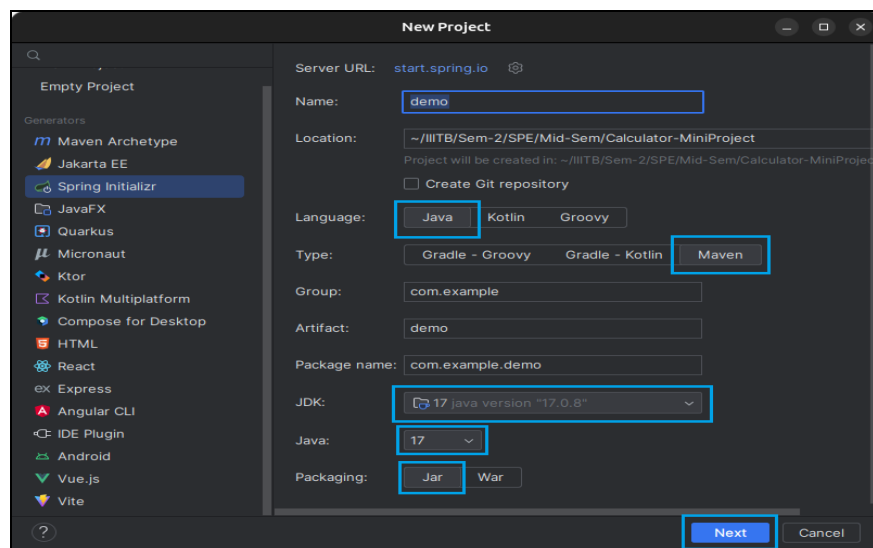 New Project
Empty Project
Generators
Maven Archetype
Jakarta EE
Spring Initializr
JavaFX
Quarkus
Micronaut
Ktor
Kotlin Multiplatform
Compose for Desktop
HTML
React
ex Express
Angular CLI
IDE Plugin
Android
Vue.js
Vite
?
Server URL: start.spring.io
Name: demo
Location: ~/IIITB/Sem-2/SPE/Mid-Sem/Calculator-MiniProject
Project will be created in: ~/IIITB/Sem-2/SPE/Mid-Sem/Calculator-MiniProjec
Create Git repository
Language: Java Kotlin Groovy
Type: Gradle - Groovy Gradle - Kotlin Maven
Group: com.example
Artifact: demo
Package name: com.example.demo
JDK: 17 java version "17.0.8"
Java: 17
Packaging: Jar War
Next Cancel